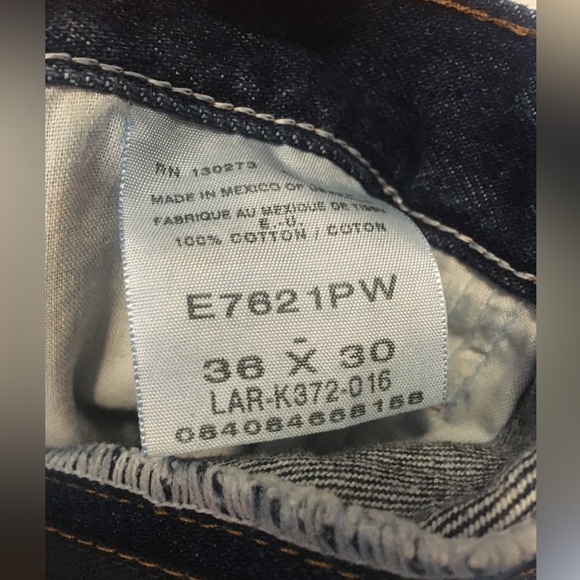 RN 130273
MADE IN MEXICO OF
FABRIQUE AU MEXIQUE DE TISSU
E.U.
100% COTTON / COTON
E7621PW
-
36 X 30
LAR-K372-016
084084668158